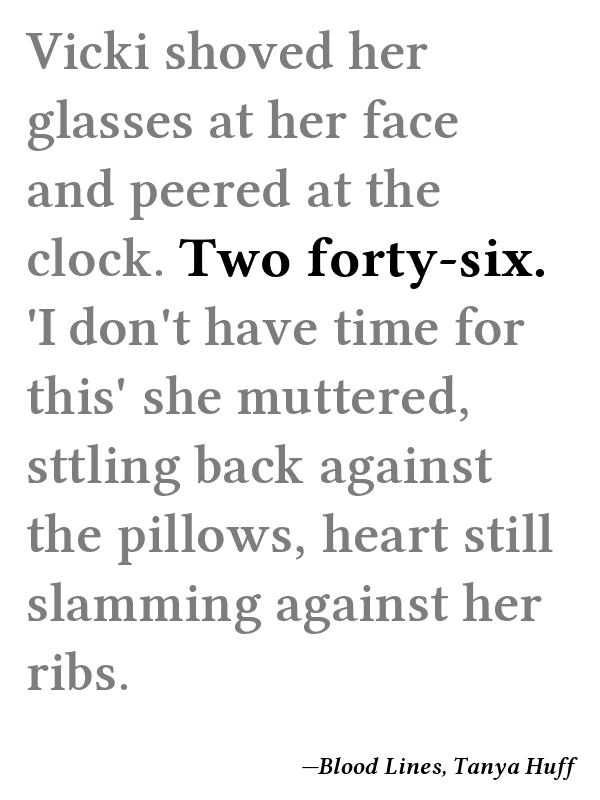 Vicki shoved her
glasses at her face
and peered at the
clock. Two forty-six.
'I don't have time for
this' she muttered,
sttling back against
the pillows, heart still
slamming against her
ribs.
—Blood Lines, Tanya Huff